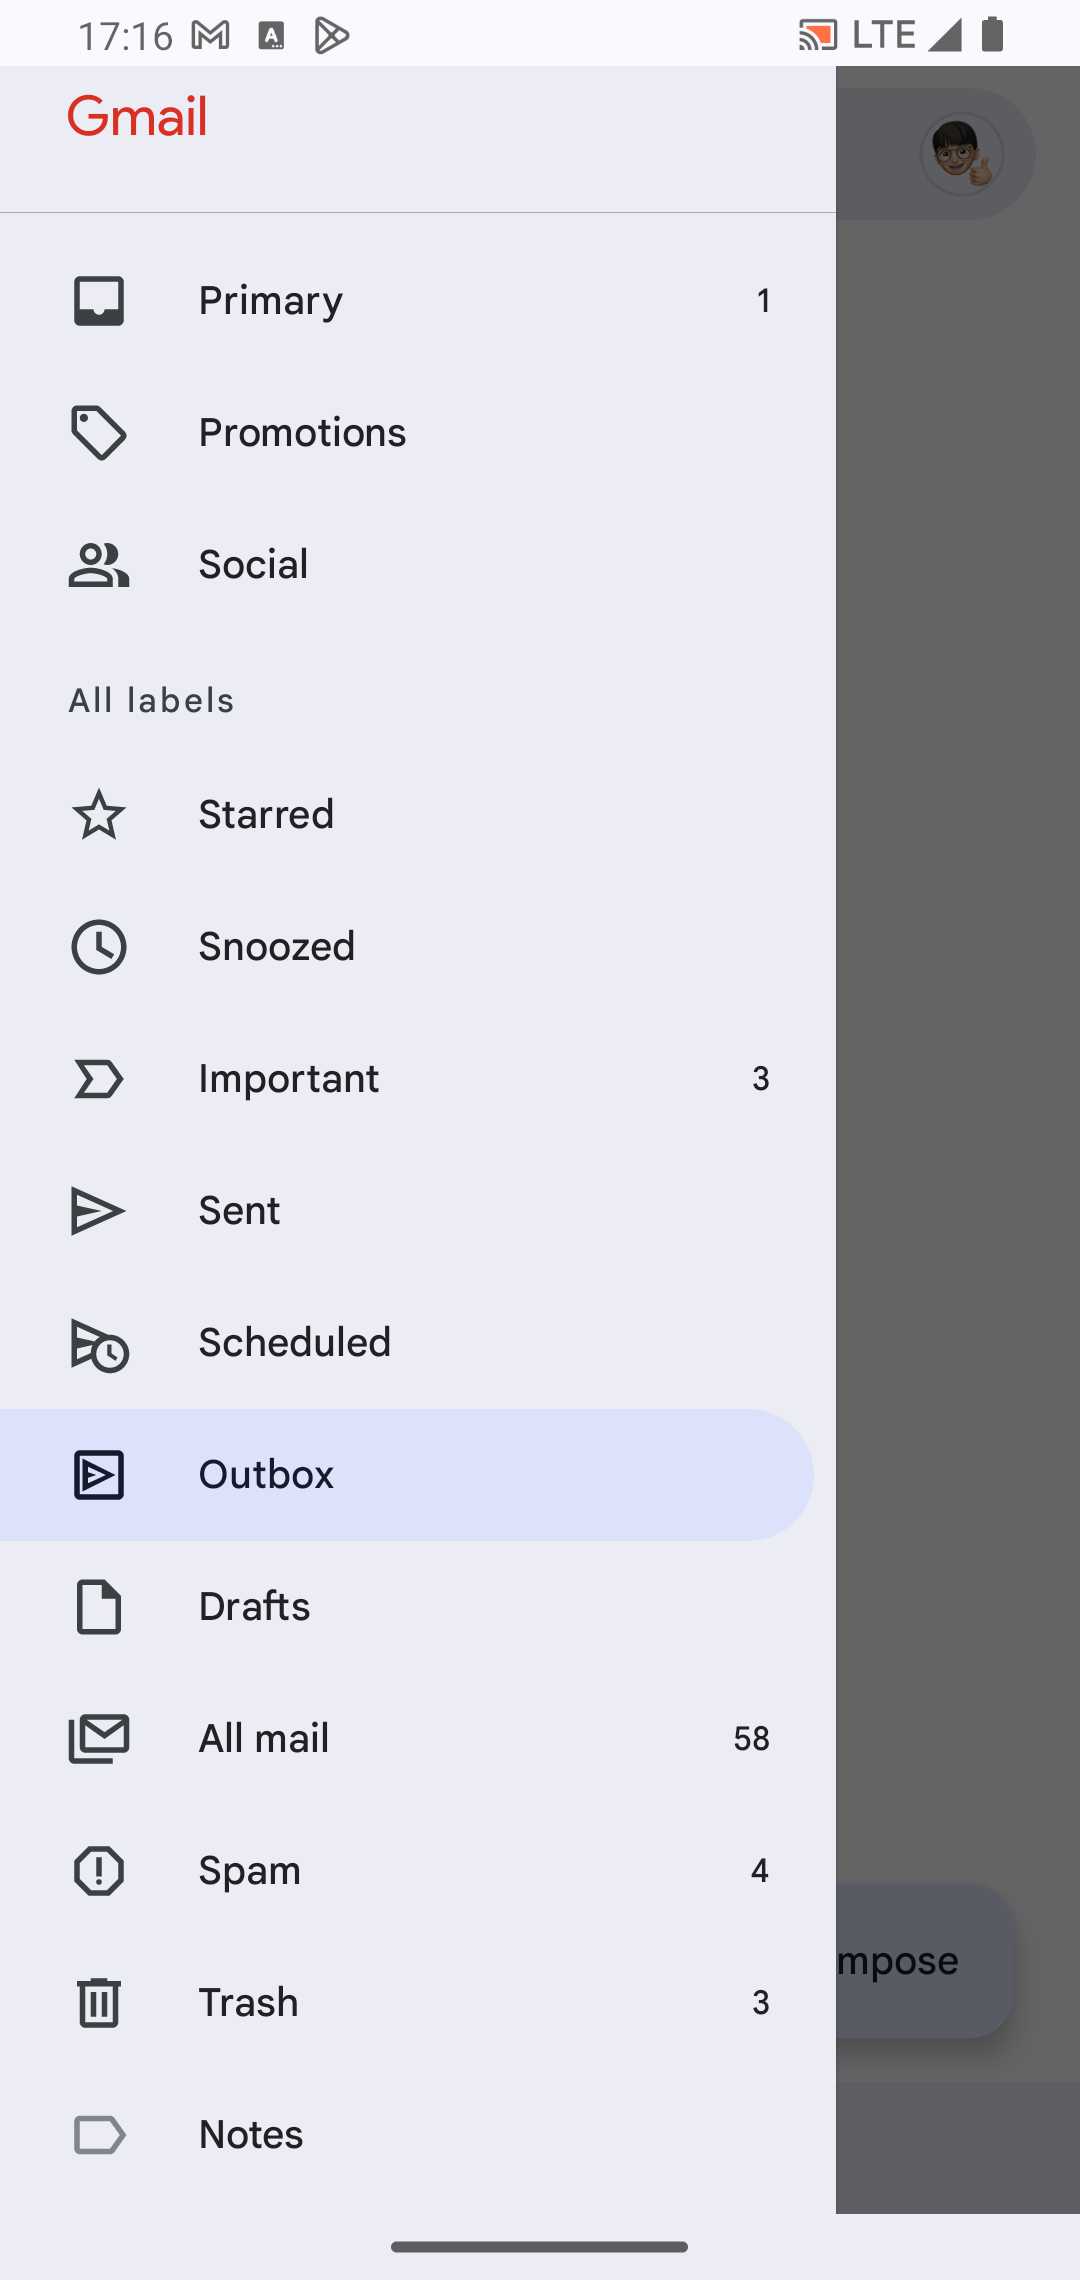 17:16
LTE
Gmail
Primary 1
Promotions
Social
All labels
Starred
Snoozed
Important 3
Sent
Scheduled
Outbox
Drafts
All mail 58
Spam 4
mpose
Trash 3
Notes